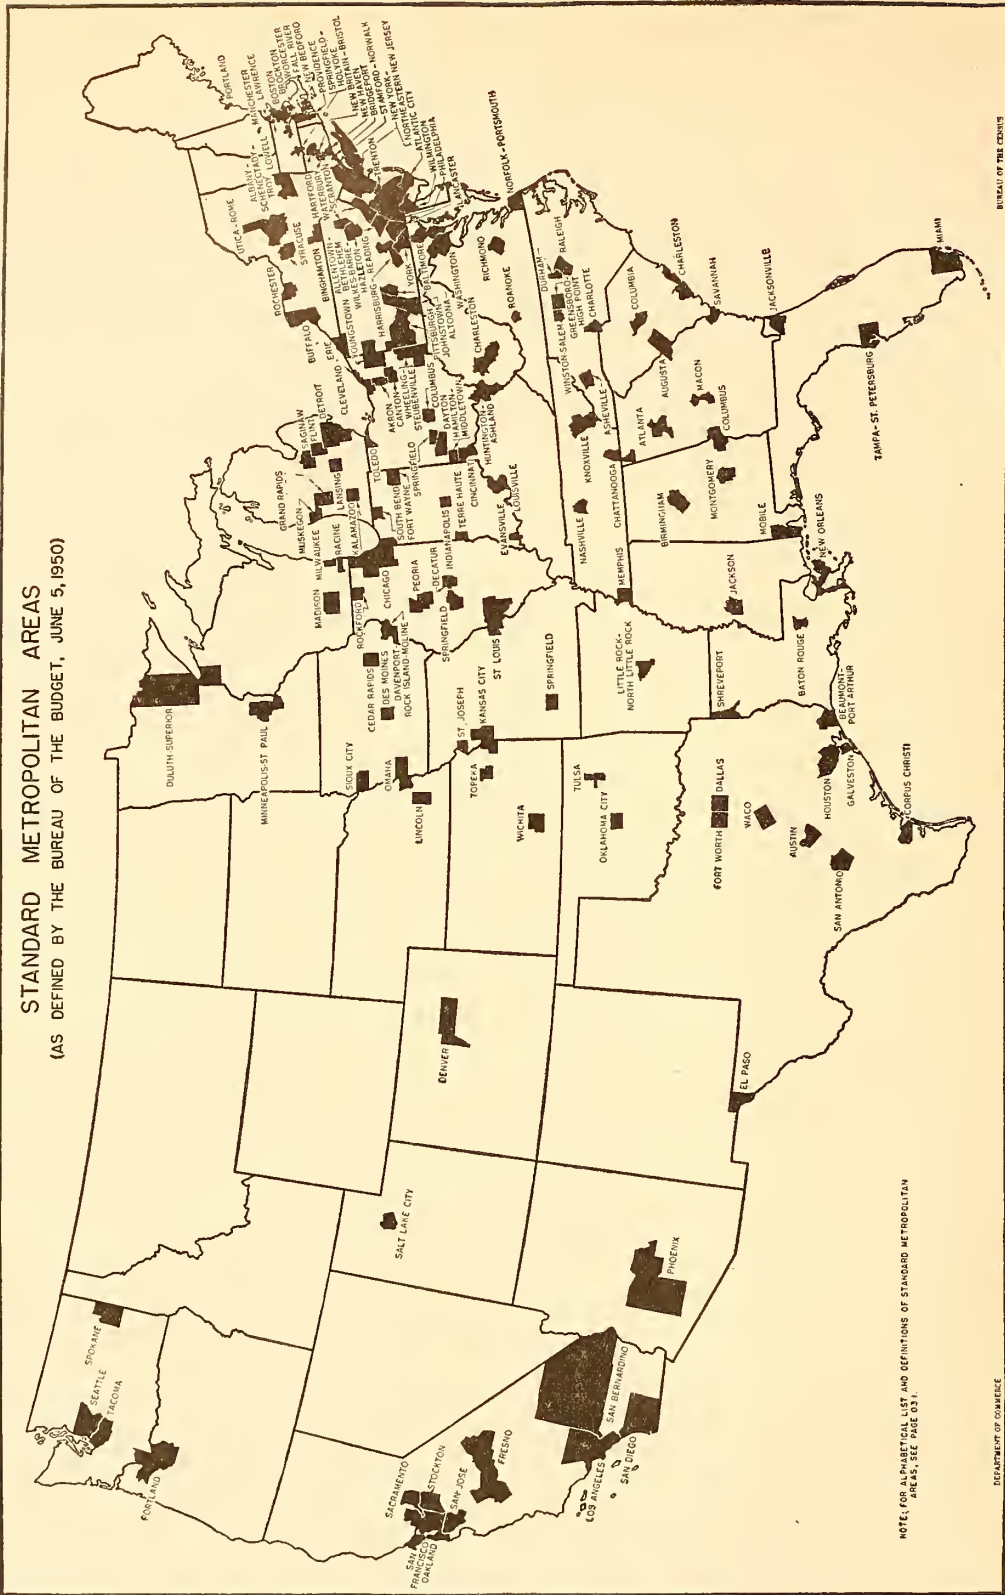 STANDARD METROPOLITAN AREAS
(AS DEFINED BY THE BUREAU OF THE BUDGET, JUNE 5, 1950)
SEATTLE
TACOMA
SPOKANE
PORTLAND
SACRAMENTO
STOCKTON
SAN
FRANCISCO
OAKLAND
SAN JOSE
FRESNO
LOS ANGELES
SAN BERNARDINO
SAN DIEGO
PHOENIX
SALT LAKE CITY
DENVER
EL PASO
DULUTH-SUPERIOR
MINNEAPOLIS-ST PAUL
SIOUX CITY
OMAHA
LINCOLN
CEDAR RAPIDS
DES MOINES
DAVENPORT-
ROCK ISLAND-MOLINE
ST. JOSEPH
KANSAS CITY
TOPEKA
WICHITA
ST LOUIS
SPRINGFIELD
TULSA
OKLAHOMA CITY
LITTLE ROCK-
NORTH LITTLE ROCK
FORT WORTH
DALLAS
WACO
AUSTIN
SAN ANTONIO
HOUSTON
GALVESTON
CORPUS CHRISTI
BEAUMONT-
PORT ARTHUR
SHREVEPORT
BATON ROUGE
NEW ORLEANS
JACKSON
MOBILE
MADISON
MILWAUKEE
RACINE
ROCKFORD
CHICAGO
PEORIA
DECATUR
SPRINGFIELD
INDIANAPOLIS
TERRE HAUTE
EVANSVILLE
LOUISVILLE
SOUTH BEND
FORT WAYNE
MUSKEGON
GRAND RAPIDS
KALAMAZOO
LANSING
SAGINAW
FLINT
DETROIT
TOLEDO
CLEVELAND
AKRON
CANTON
WHEELING-
STEUBENVILLE
COLUMBUS
SPRINGFIELD
DAYTON
HAMILTON-
MIDDLETOWN
CINCINNATI
HUNTINGTON-
ASHLAND
CHARLESTON
YOUNGSTOWN
ERIE
BUFFALO
ROCHESTER
SYRACUSE
UTICA-ROME
BINGHAMTON
ALBANY-
SCHENECTADY-
TROY
MANCHESTER
LAWRENCE
LOWELL
PORTLAND
BOSTON
BROCKTON
WORCESTER
FALL RIVER
NEW BEDFORD
PROVIDENCE
SPRINGFIELD-
HOLYOKE
NEW BRITAIN-BRISTOL
HARTFORD
WATERBURY
NEW HAVEN
BRIDGEPORT
STAMFORD-NORWALK
NEW YORK-
NORTHEASTERN NEW JERSEY
SCRANTON
ALLENTOWN-
BETHLEHEM
WILKES-BARRE-
HAZLETON
HARRISBURG
READING
TRENTON
ATLANTIC CITY
WILMINGTON
PHILADELPHIA
LANCASTER
YORK
BALTIMORE
WASHINGTON
PITTSBURGH
JOHNSTOWN
ALTOONA
RICHMOND
NORFOLK-PORTSMOUTH
ROANOKE
DURHAM
RALEIGH
WINSTON-SALEM
GREENSBORO-
HIGH POINT
CHARLOTTE
ASHEVILLE
KNOXVILLE
CHATTANOOGA
NASHVILLE
MEMPHIS
BIRMINGHAM
MONTGOMERY
ATLANTA
AUGUSTA
MACON
COLUMBUS
COLUMBIA
CHARLESTON
SAVANNAH
JACKSONVILLE
TAMPA-ST. PETERSBURG
MIAMI
NOTE: FOR ALPHABETICAL LIST AND DEFINITIONS OF STANDARD METROPOLITAN
AREAS, SEE PAGE 031.
DEPARTMENT OF COMMERCE
BUREAU OF THE CENSUS